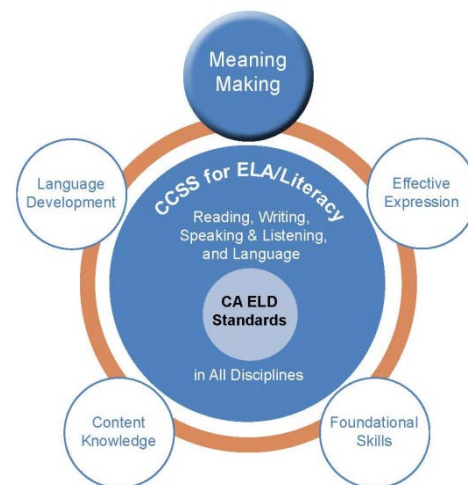 Meaning
Making
Language
Development
Effective
Expression
CCSS for ELA/Literacy
Reading, Writing,
Speaking & Listening,
and Language
CA ELD
Standards
in All Disciplines
Content
Knowledge
Foundational
Skills